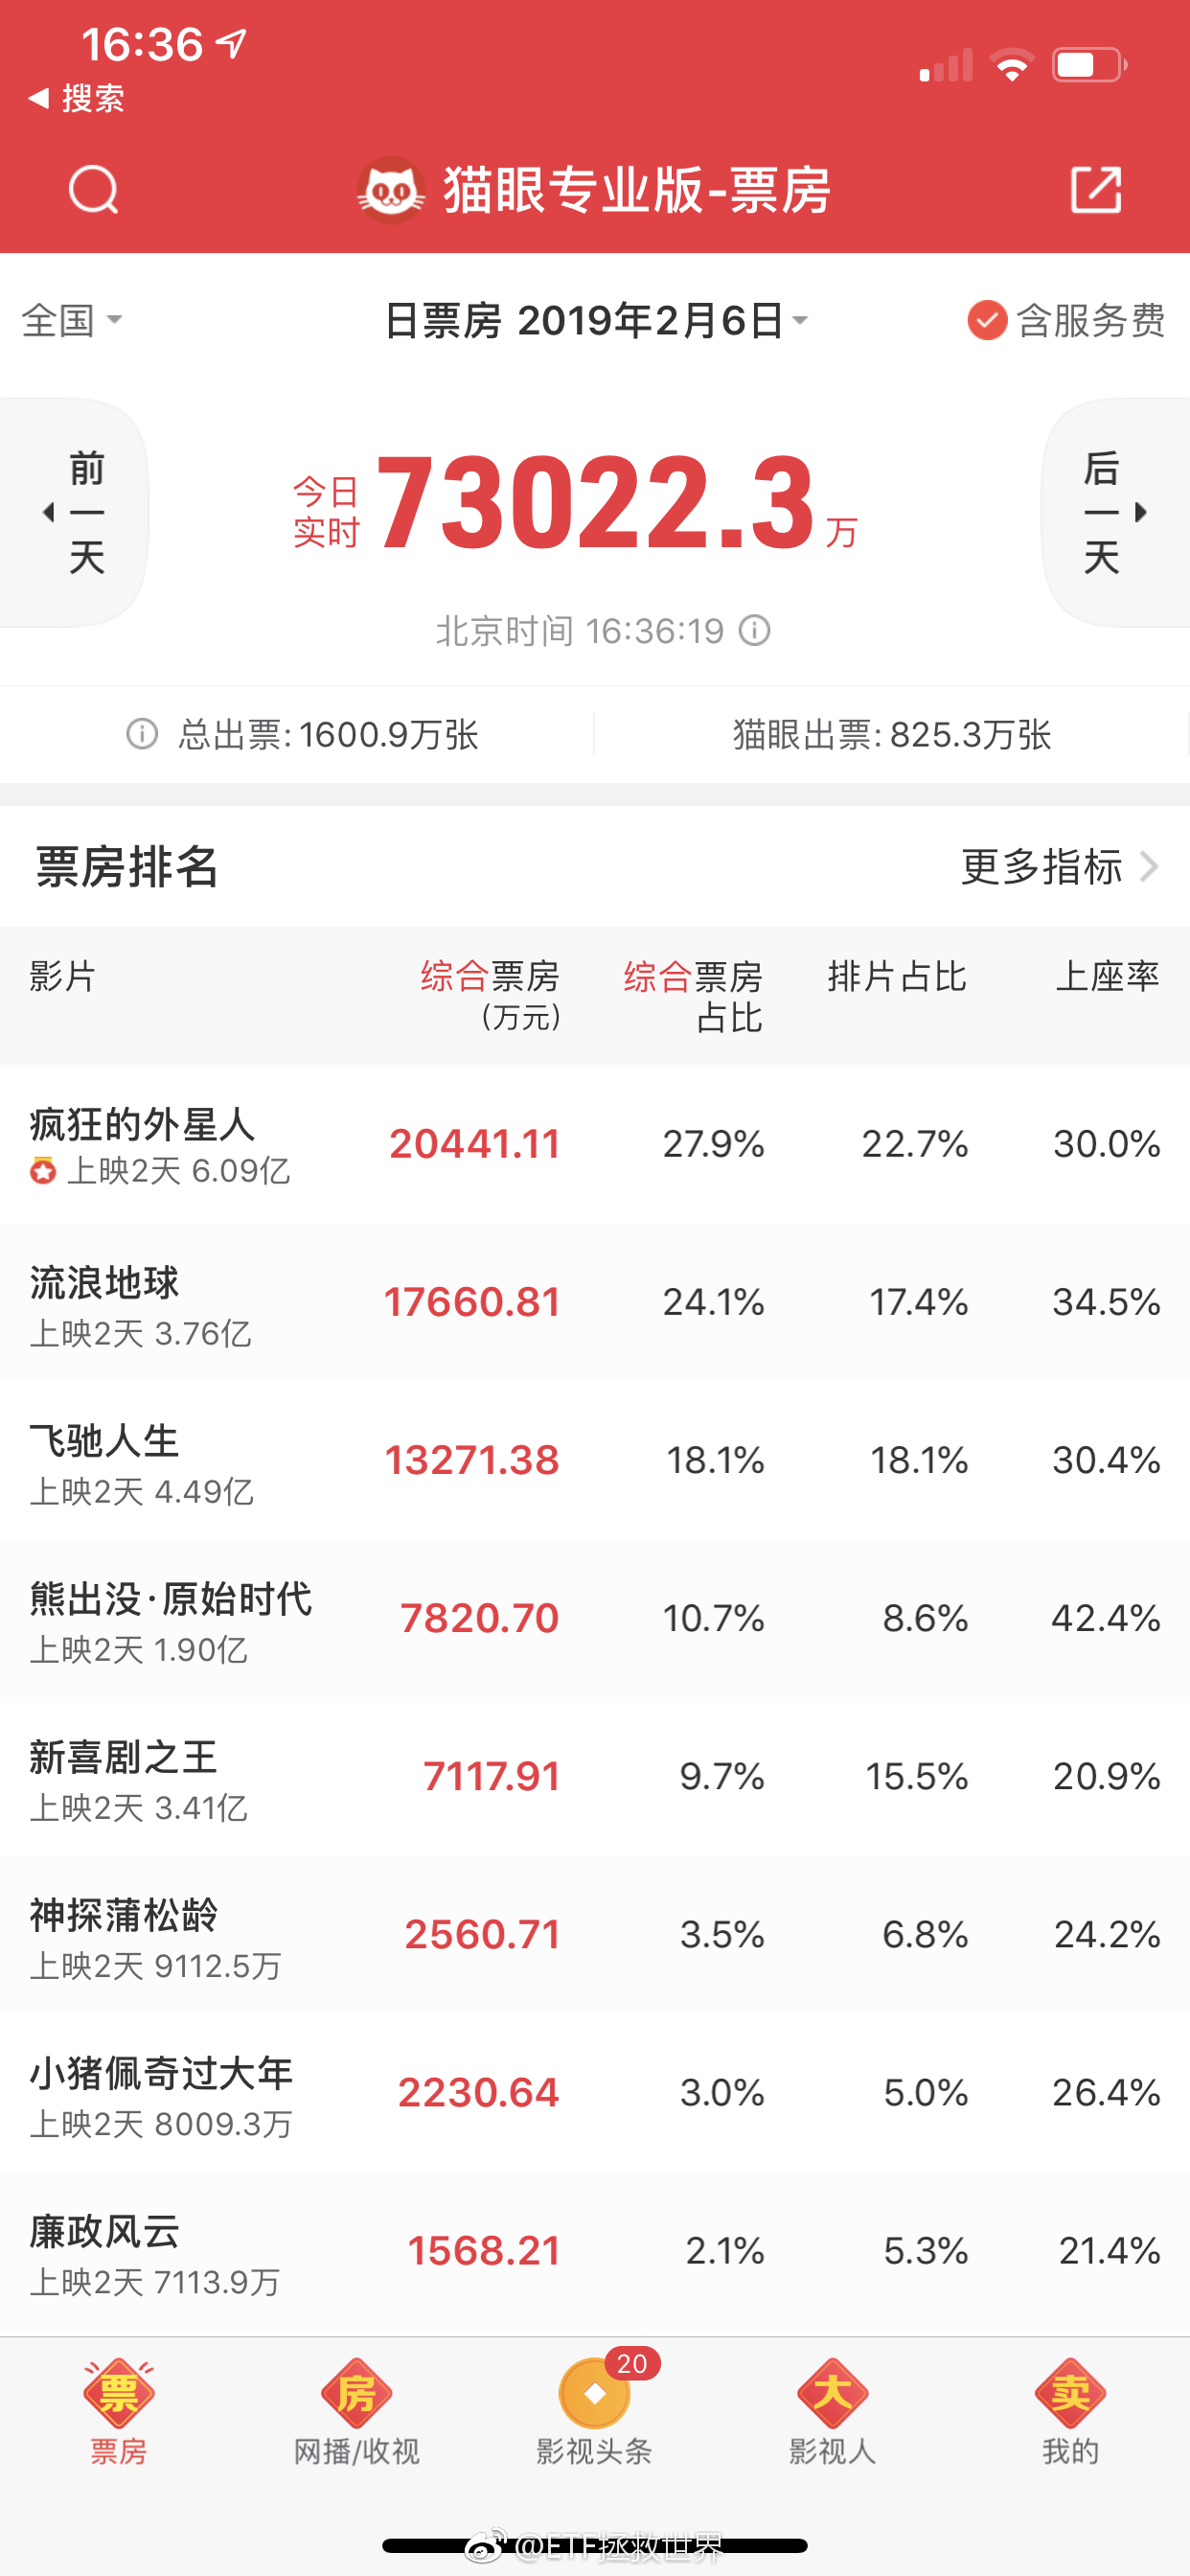 16:36
搜索
猫眼专业版-票房
全国
日票房 2019年2月6日
含服务费
前一天
今日实时
73022.3
万
后一天
北京时间 16:36:19
总出票:1600.9万张
猫眼出票:825.3万张
票房排名
更多指标
影片 综合票房(万元) 综合票房占比 排片占比 上座率
疯狂的外星人
上映2天 6.09亿
20441.11 27.9% 22.7% 30.0%
流浪地球
上映2天 3.76亿
17660.81 24.1% 17.4% 34.5%
飞驰人生
上映2天 4.49亿
13271.38 18.1% 18.1% 30.4%
熊出没·原始时代
上映2天 1.90亿
7820.70 10.7% 8.6% 42.4%
新喜剧之王
上映2天 3.41亿
7117.91 9.7% 15.5% 20.9%
神探蒲松龄
上映2天 9112.5万
2560.71 3.5% 6.8% 24.2%
小猪佩奇过大年
上映2天 8009.3万
2230.64 3.0% 5.0% 26.4%
廉政风云
上映2天 7113.9万
1568.21 2.1% 5.3% 21.4%
票 房 20 大 卖
票房 网播/收视 影视头条 影视人 我的
@ETF拯救世界